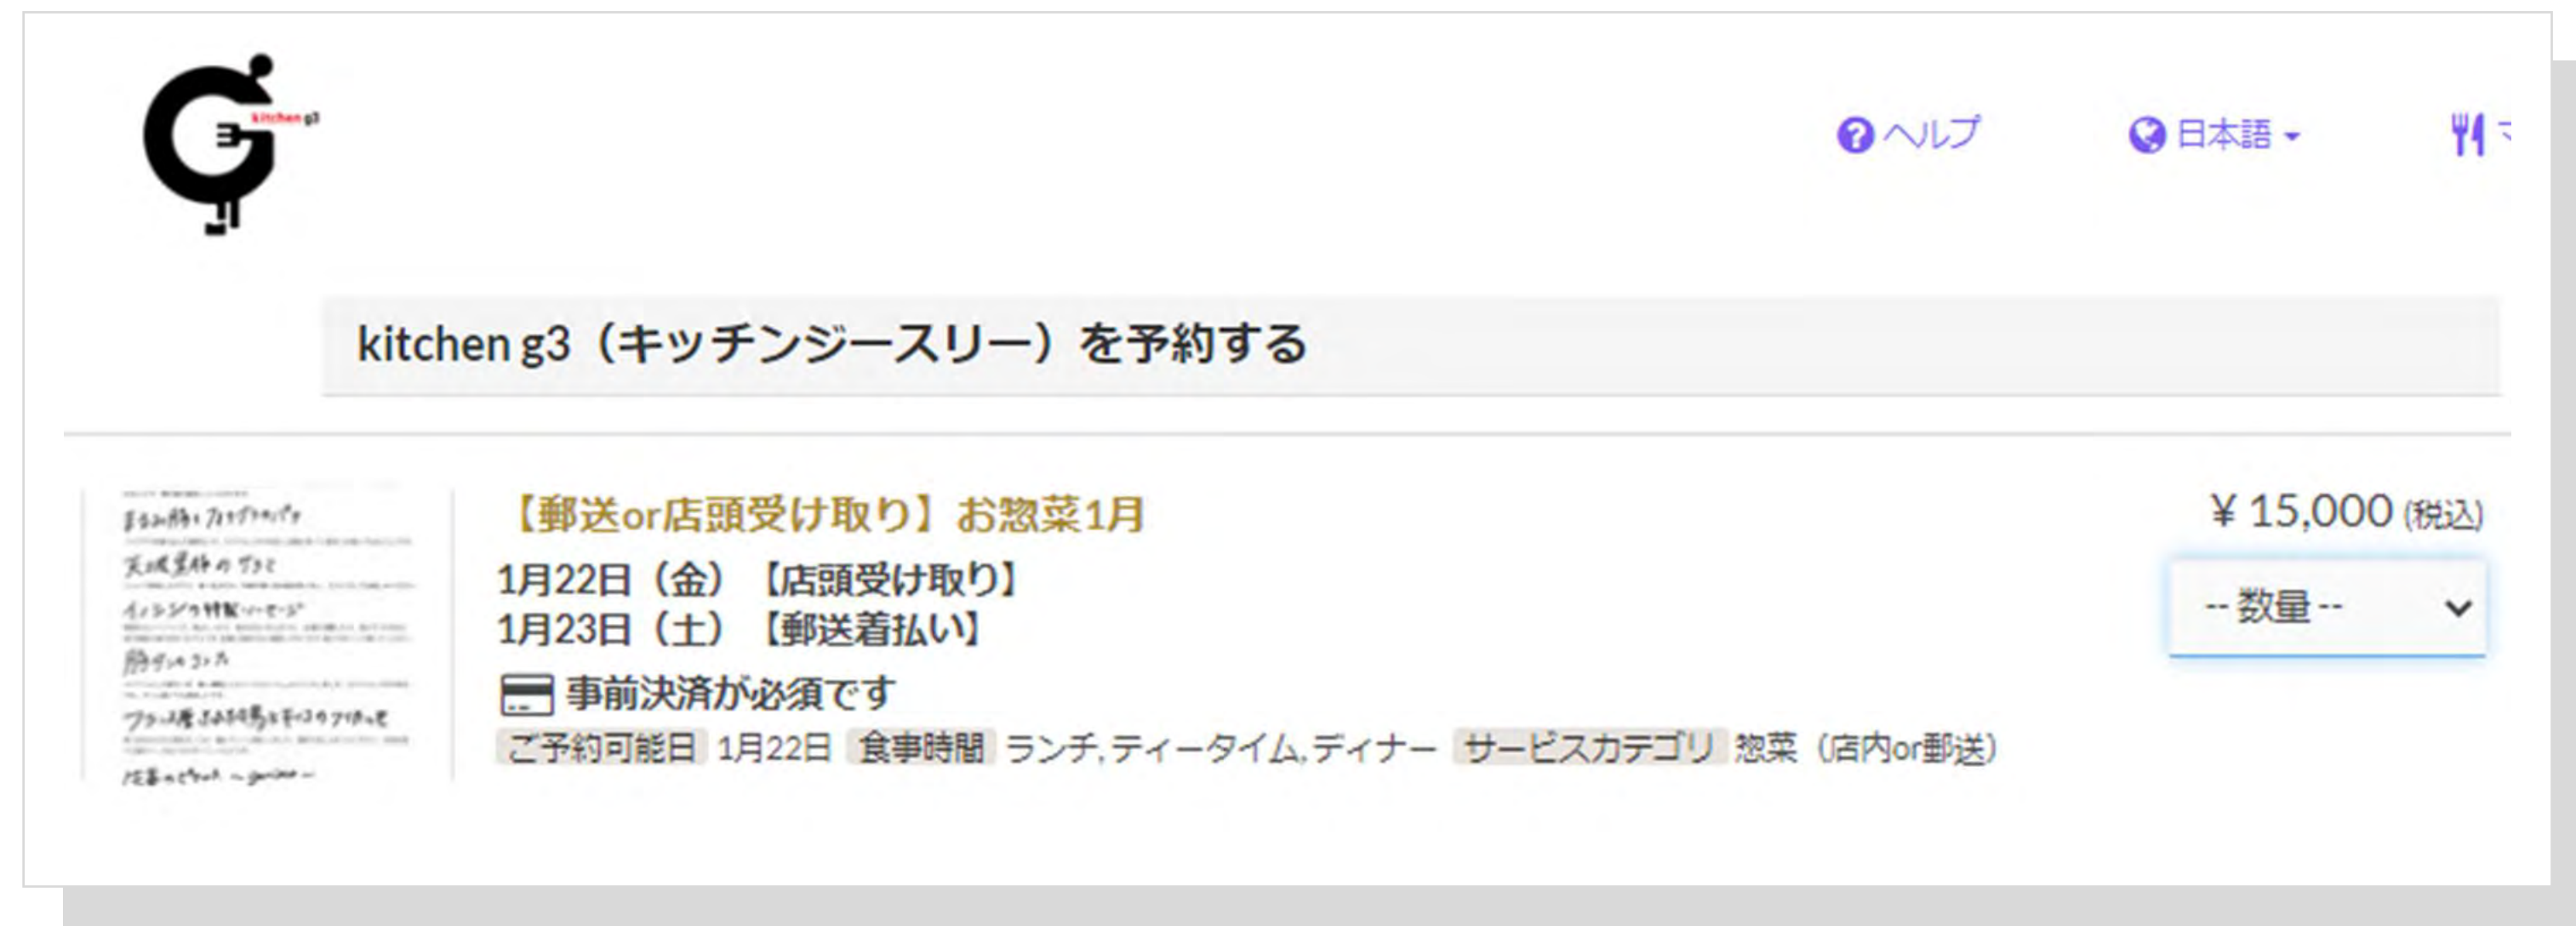 kitchen g3
ヘルプ
日本語
kitchen g3（キッチンジースリー）を予約する
【郵送or店頭受け取り】お惣菜1月
¥ 15,000 (税込)
-- 数量 --
1月22日（金）【店頭受け取り】
1月23日（土）【郵送着払い】
事前決済が必須です
ご予約可能日 1月22日 食事時間 ランチ, ティータイム, ディナー サービスカテゴリ 惣菜（店内or郵送）